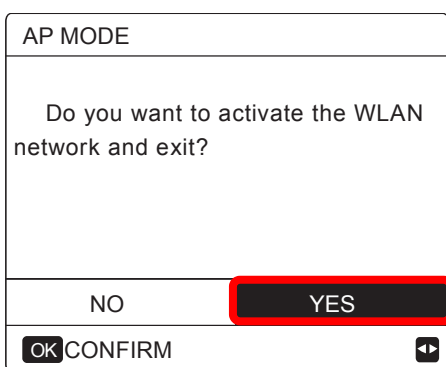 AP MODE
Do you want to activate the WLAN
network and exit?
NO YES
OK CONFIRM